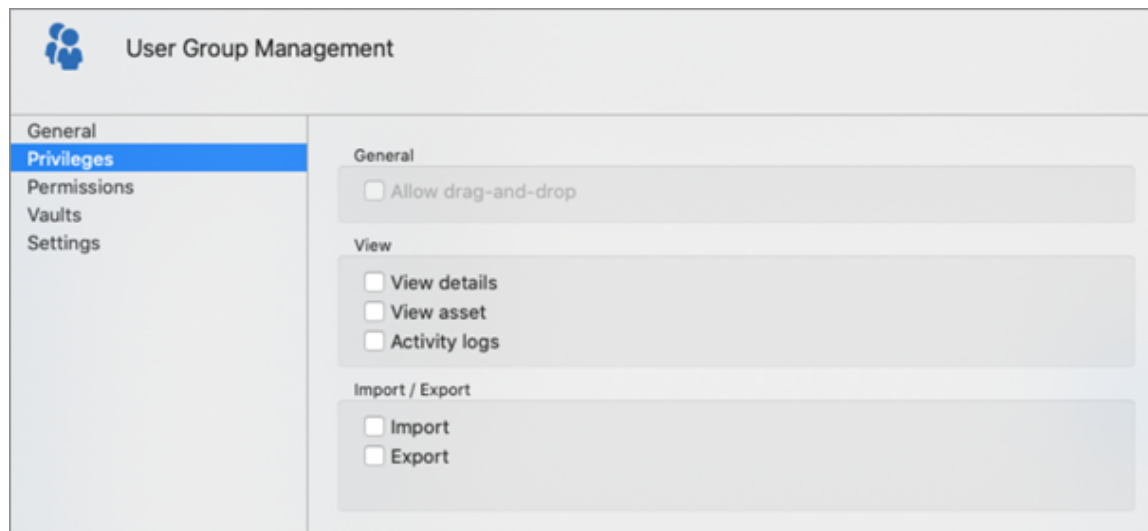 User Group Management
General
Privileges
Permissions
Vaults
Settings
General
Allow drag-and-drop
View
View details
View asset
Activity logs
Import / Export
Import
Export